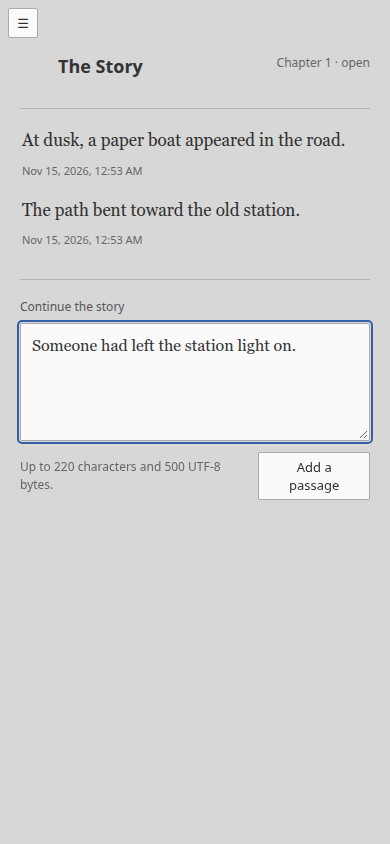 ☰
The Story
Chapter 1 · open
At dusk, a paper boat appeared in the road.
Nov 15, 2026, 12:53 AM
The path bent toward the old station.
Nov 15, 2026, 12:53 AM
Continue the story
Someone had left the station light on.
Up to 220 characters and 500 UTF-8
bytes.
Add a
passage